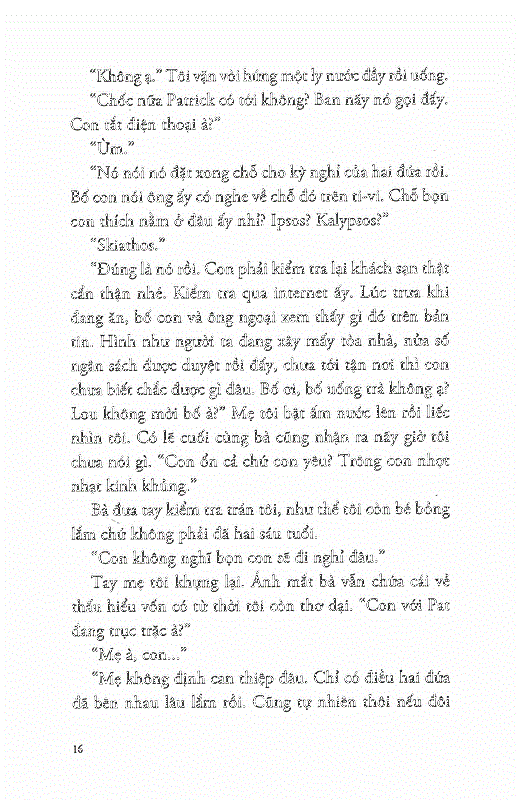 “Không ạ.” Tôi vặn vòi hứng một ly nước đầy rồi uống.
“Chốc nữa Patrick có tới không? Ban nãy nó gọi đấy.
Con tắt điện thoại à?”
“Ừm.”
“Nó nói nó đặt xong chỗ cho kỳ nghỉ của hai đứa rồi.
Bố con nói ông ấy có nghe về chỗ đó trên ti-vi. Chỗ bọn
con thích nằm ở đâu ấy nhỉ? Ipsos? Kalypsos?”
“Skiathos.”
“Đúng là nó rồi. Con phải kiểm tra lại khách sạn thật
cẩn thận nhé. Kiểm tra qua internet ấy. Lúc trưa khi
đang ăn, bố con và ông ngoại xem thấy gì đó trên bản
tin. Hình như người ta đang xây mấy tòa nhà, nửa số
ngân sách được duyệt rồi đấy, chưa tới tận nơi thì con
chưa biết chắc được gì đâu. Bố ơi, bố uống trà không ạ?
Lou không mời bố à?” Mẹ tôi bật ấm nước lên rồi liếc
nhìn tôi. Có lẽ cuối cùng bà cũng nhận ra nãy giờ tôi
chưa nói gì. “Con ổn cả chứ con yêu? Trông con nhợt
nhạt kinh khủng.”
Bà đưa tay kiểm tra trán tôi, như thể tôi còn bé bỏng
lắm chứ không phải đã hai sáu tuổi.
“Con không nghĩ bọn con sẽ đi nghỉ đâu.”
Tay mẹ tôi khựng lại. Ánh mắt bà vẫn chứa cái vẻ
thấu hiểu vốn có từ thời tôi còn thơ dại. “Con với Pat
đang trục trặc à?”
“Mẹ à, con...”
“Mẹ không định can thiệp đâu. Chỉ có điều hai đứa
đã bên nhau lâu lắm rồi. Cũng tự nhiên thôi nếu đôi
16